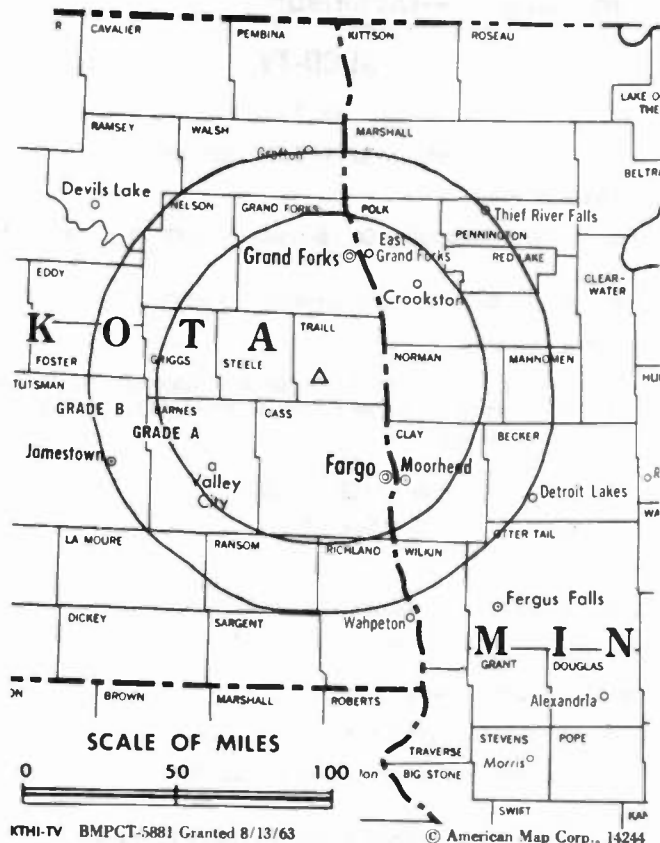 R CAVALIER PEMBINA KITTSON ROSEAU
LAKE O
THE
RAMSEY WALSH MARSHALL
BELTRA
Grafton
Devils Lake
NELSON GRAND FORKS POLK
Thief River Falls
PENNINGTON
East
Grand Forks Grand Forks
RED LAKE
CLEAR-
WATER
Crookston
EDDY
K O T A
TRAILL
FOSTER GRIGGS STEELE
NORMAN MAHNOMEN
HU
TUTSMAN
GRADE B BARNES CASS
GRADE A
CLAY BECKER
Jamestown
Valley
City
Fargo Moorhead
Detroit Lakes
R
WA
LA MOURE RANSOM RICHLAND WILKIN OTTER TAIL
Fergus Falls
DICKEY SARGENT Wahpeton
M I N
GRANT DOUGLAS
ON BROWN MARSHALL ROBERTS
Alexandria
SCALE OF MILES
STEVENS POPE
TRAVERSE
Morris
0 50 100
BIG STONE
SWIFT KAN
KTHI-TV BMPCT-5881 Granted 8/13/63
© American Map Corp., 14244